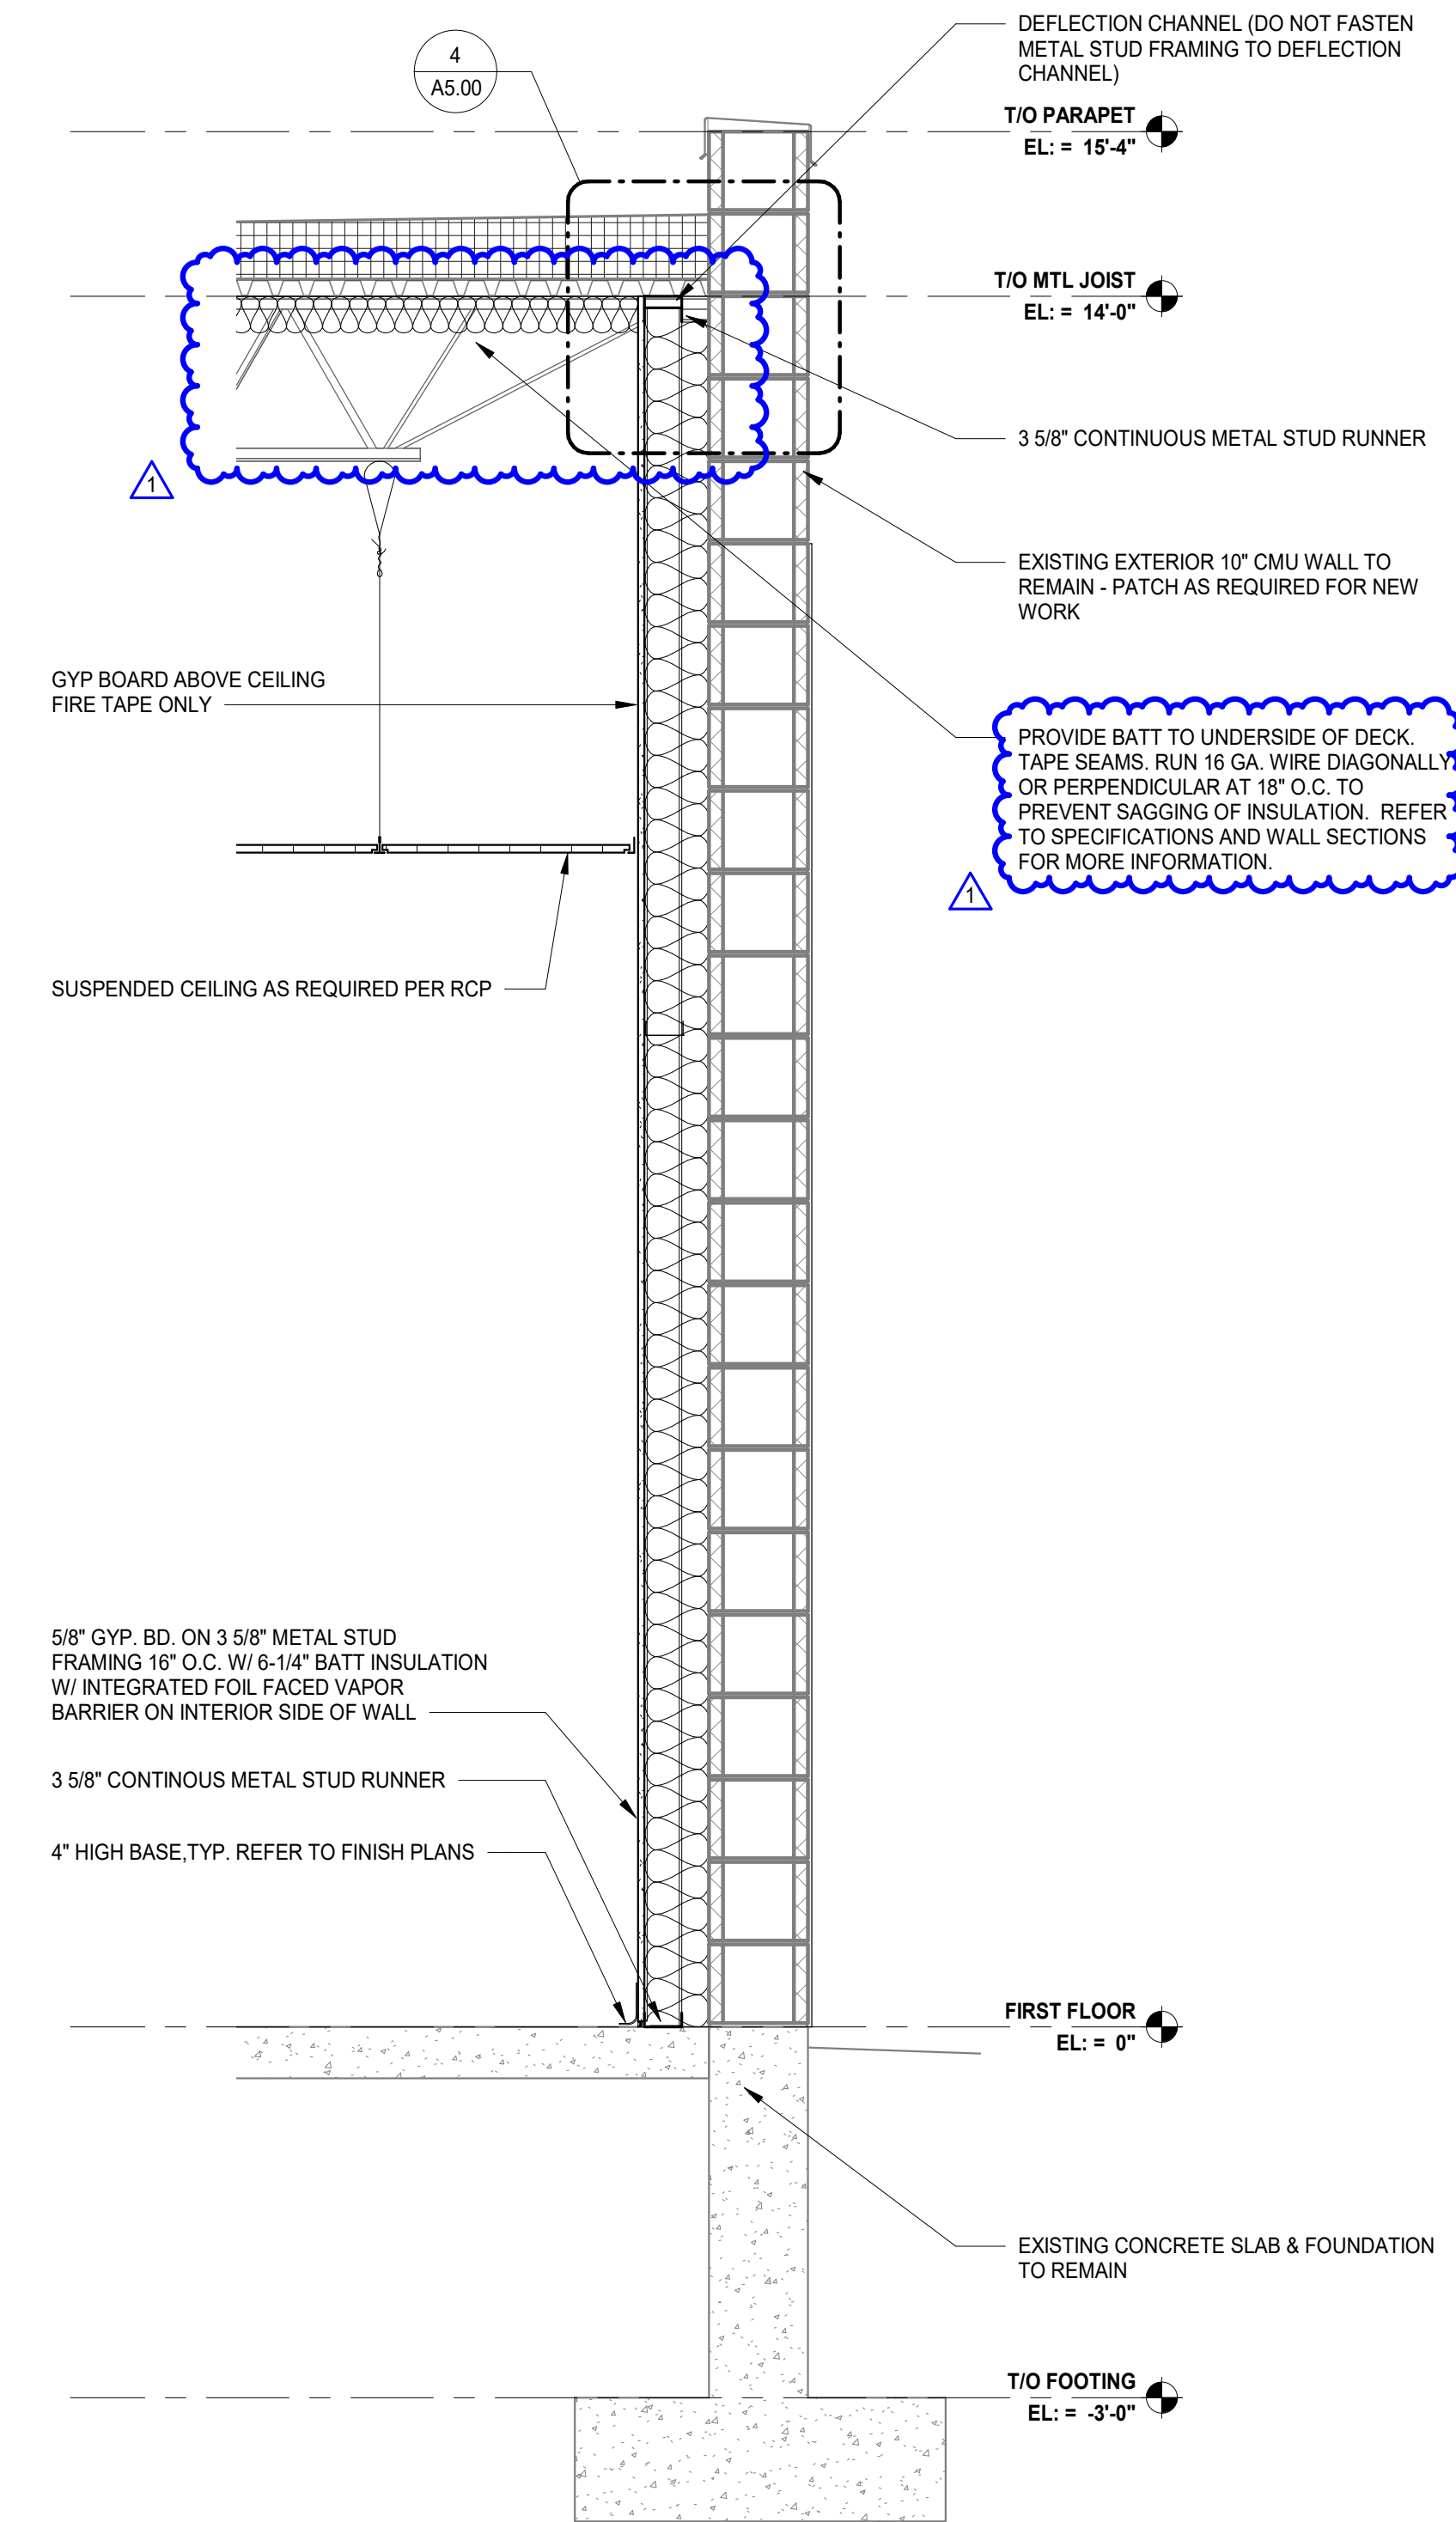 DEFLECTION CHANNEL (DO NOT FASTEN
METAL STUD FRAMING TO DEFLECTION
CHANNEL)
4
A5.00
T/O PARAPET
EL: = 15'-4"
T/O MTL JOIST
EL: = 14'-0"
3 5/8" CONTINUOUS METAL STUD RUNNER
1
EXISTING EXTERIOR 10" CMU WALL TO
REMAIN - PATCH AS REQUIRED FOR NEW
WORK
GYP BOARD ABOVE CEILING
FIRE TAPE ONLY
PROVIDE BATT TO UNDERSIDE OF DECK.
TAPE SEAMS. RUN 16 GA. WIRE DIAGONALLY
OR PERPENDICULAR AT 18" O.C. TO
PREVENT SAGGING OF INSULATION. REFER
TO SPECIFICATIONS AND WALL SECTIONS
FOR MORE INFORMATION.
1
SUSPENDED CEILING AS REQUIRED PER RCP
5/8" GYP. BD. ON 3 5/8" METAL STUD
FRAMING 16" O.C. W/ 6-1/4" BATT INSULATION
W/ INTEGRATED FOIL FACED VAPOR
BARRIER ON INTERIOR SIDE OF WALL
3 5/8" CONTINOUS METAL STUD RUNNER
4" HIGH BASE,TYP. REFER TO FINISH PLANS
FIRST FLOOR
EL: = 0"
EXISTING CONCRETE SLAB & FOUNDATION
TO REMAIN
T/O FOOTING
EL: = -3'-0"